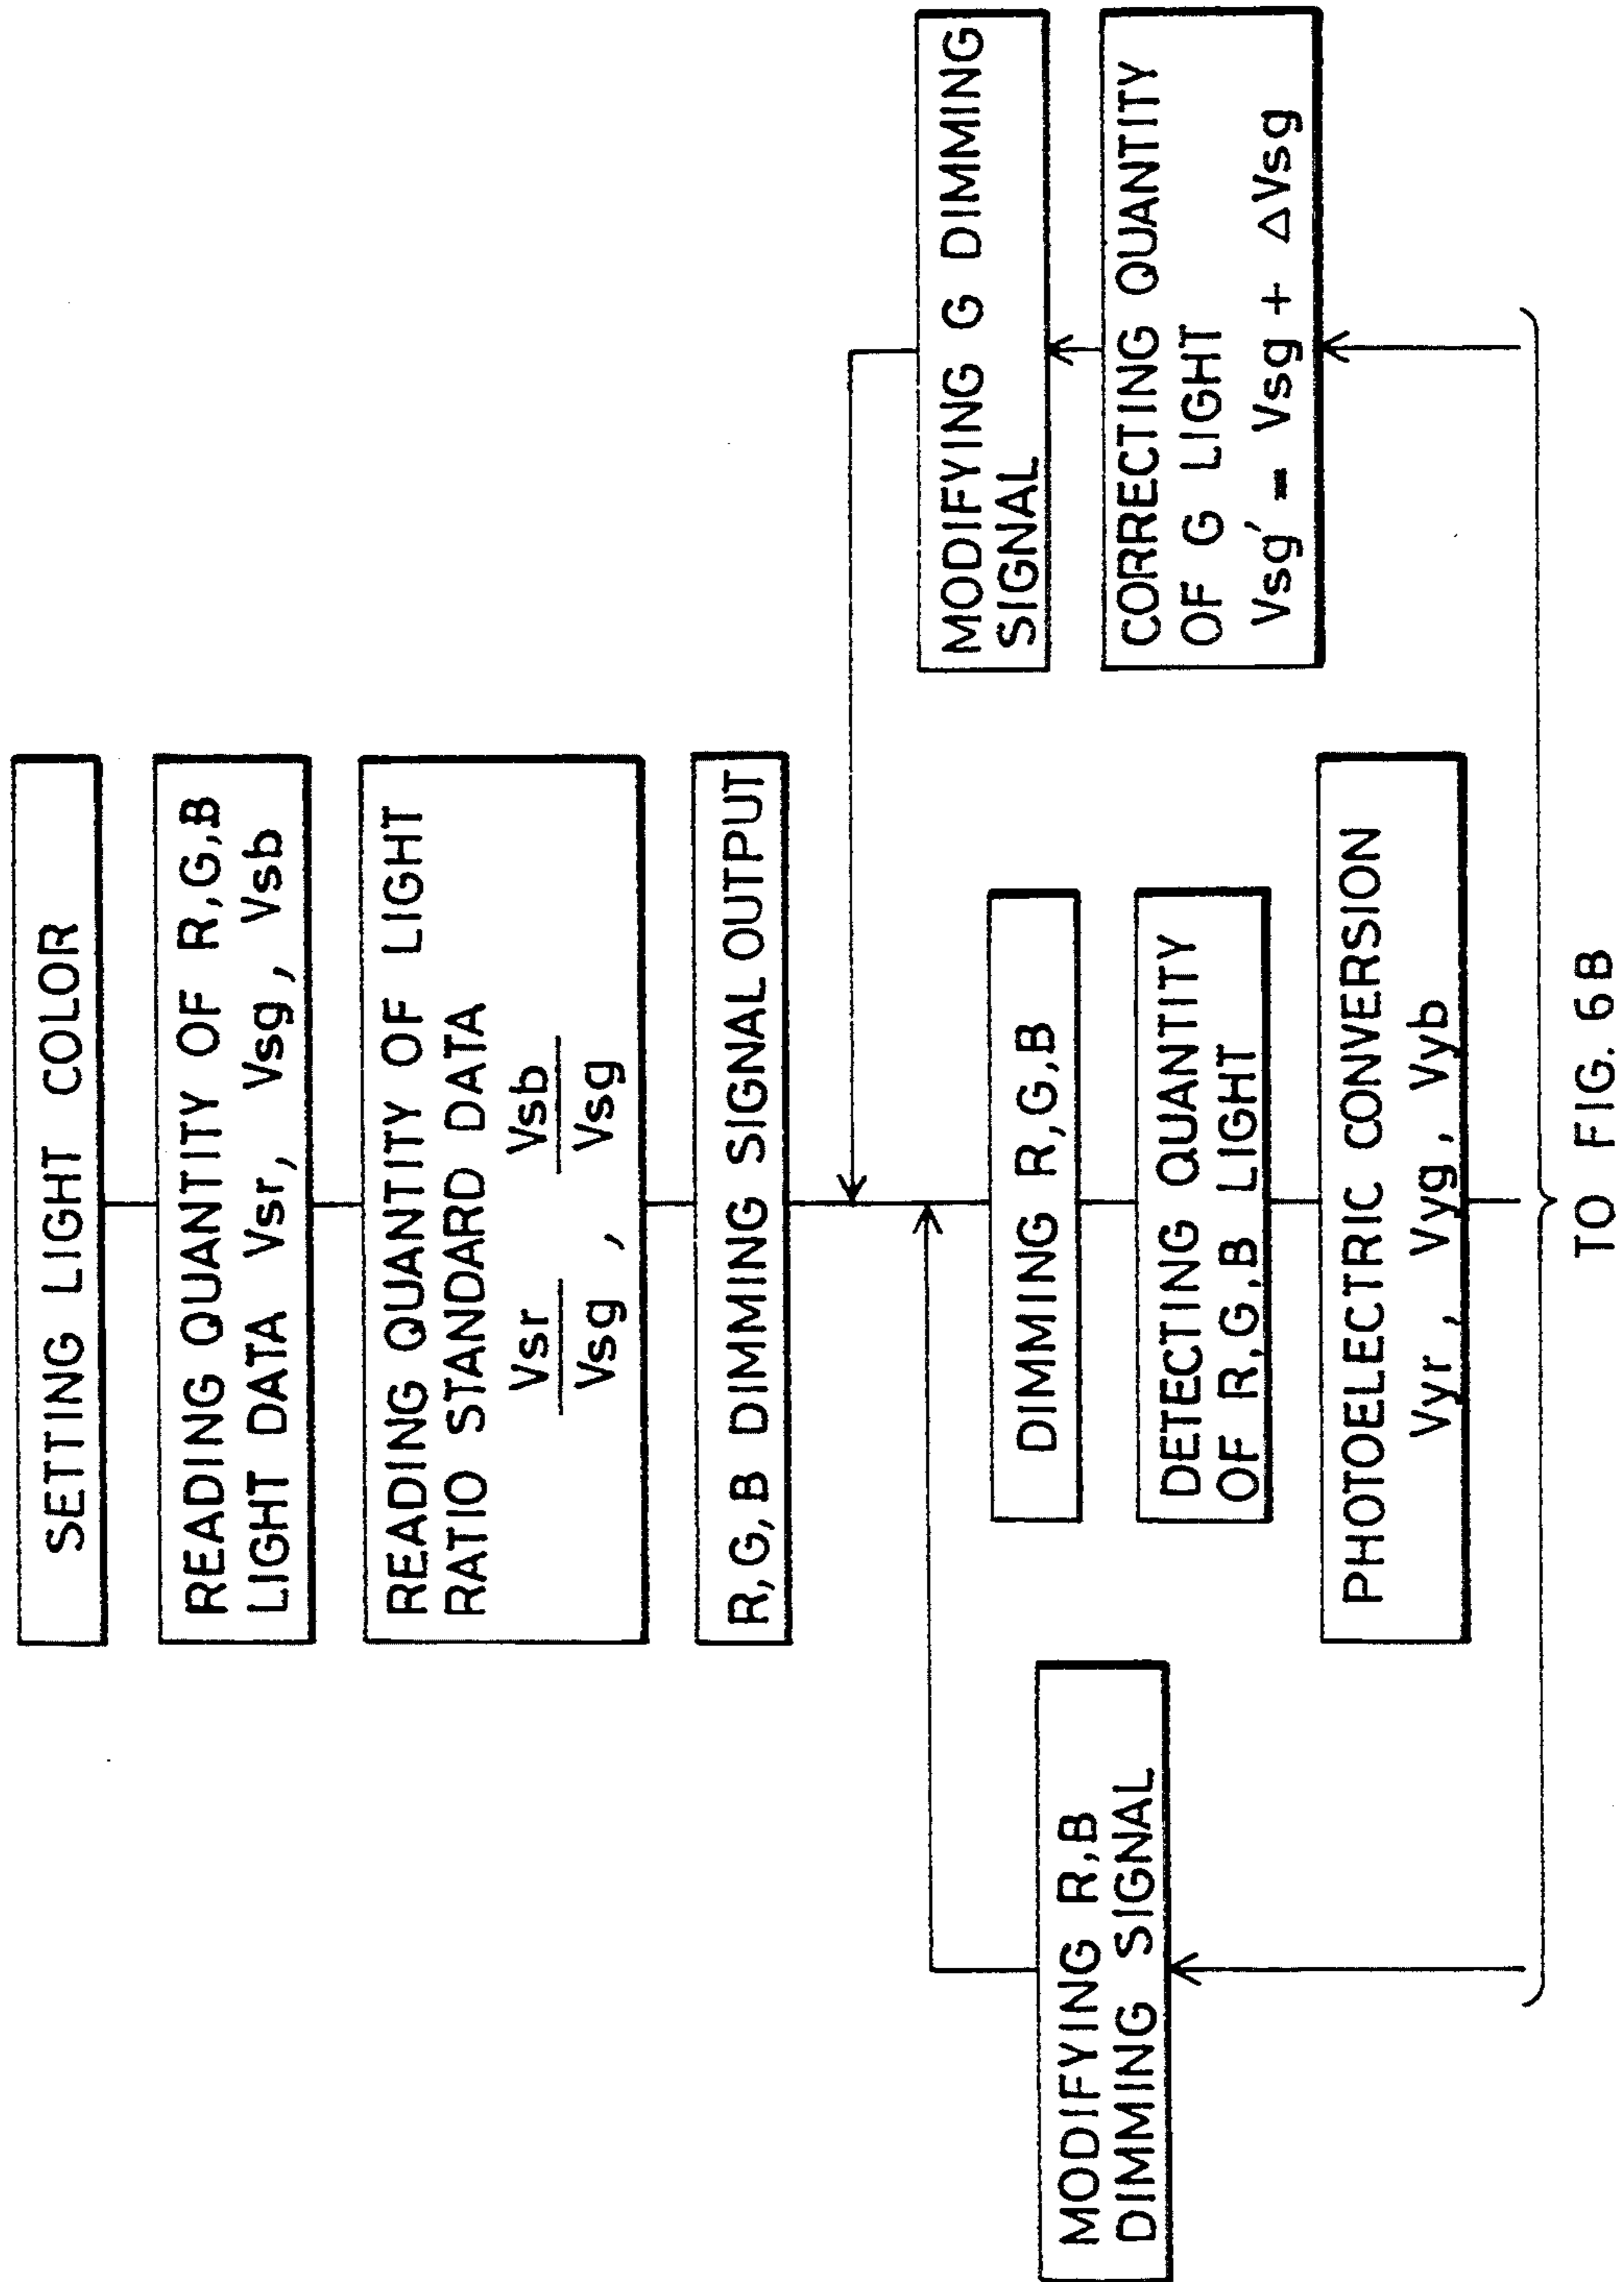 SETTING LIGHT COLOR
READING QUANTITY OF R,G,B
LIGHT DATA Vsr, Vsg, Vsb
READING QUANTITY OF LIGHT
RATIO STANDARD DATA
Vsr Vsb
Vsg , Vsg
R,G,B DIMMING SIGNAL OUTPUT
MODIFYING G DIMMING
SIGNAL
CORRECTING QUANTITY
OF G LIGHT
Vsg′ = Vsg + △Vsg
DIMMING R,G,B
DETECTING QUANTITY
OF R,G,B LIGHT
PHOTOELECTRIC CONVERSION
Vyr, Vyg, Vyb
MODIFYING R,B
DIMMING SIGNAL
TO FIG. 6B